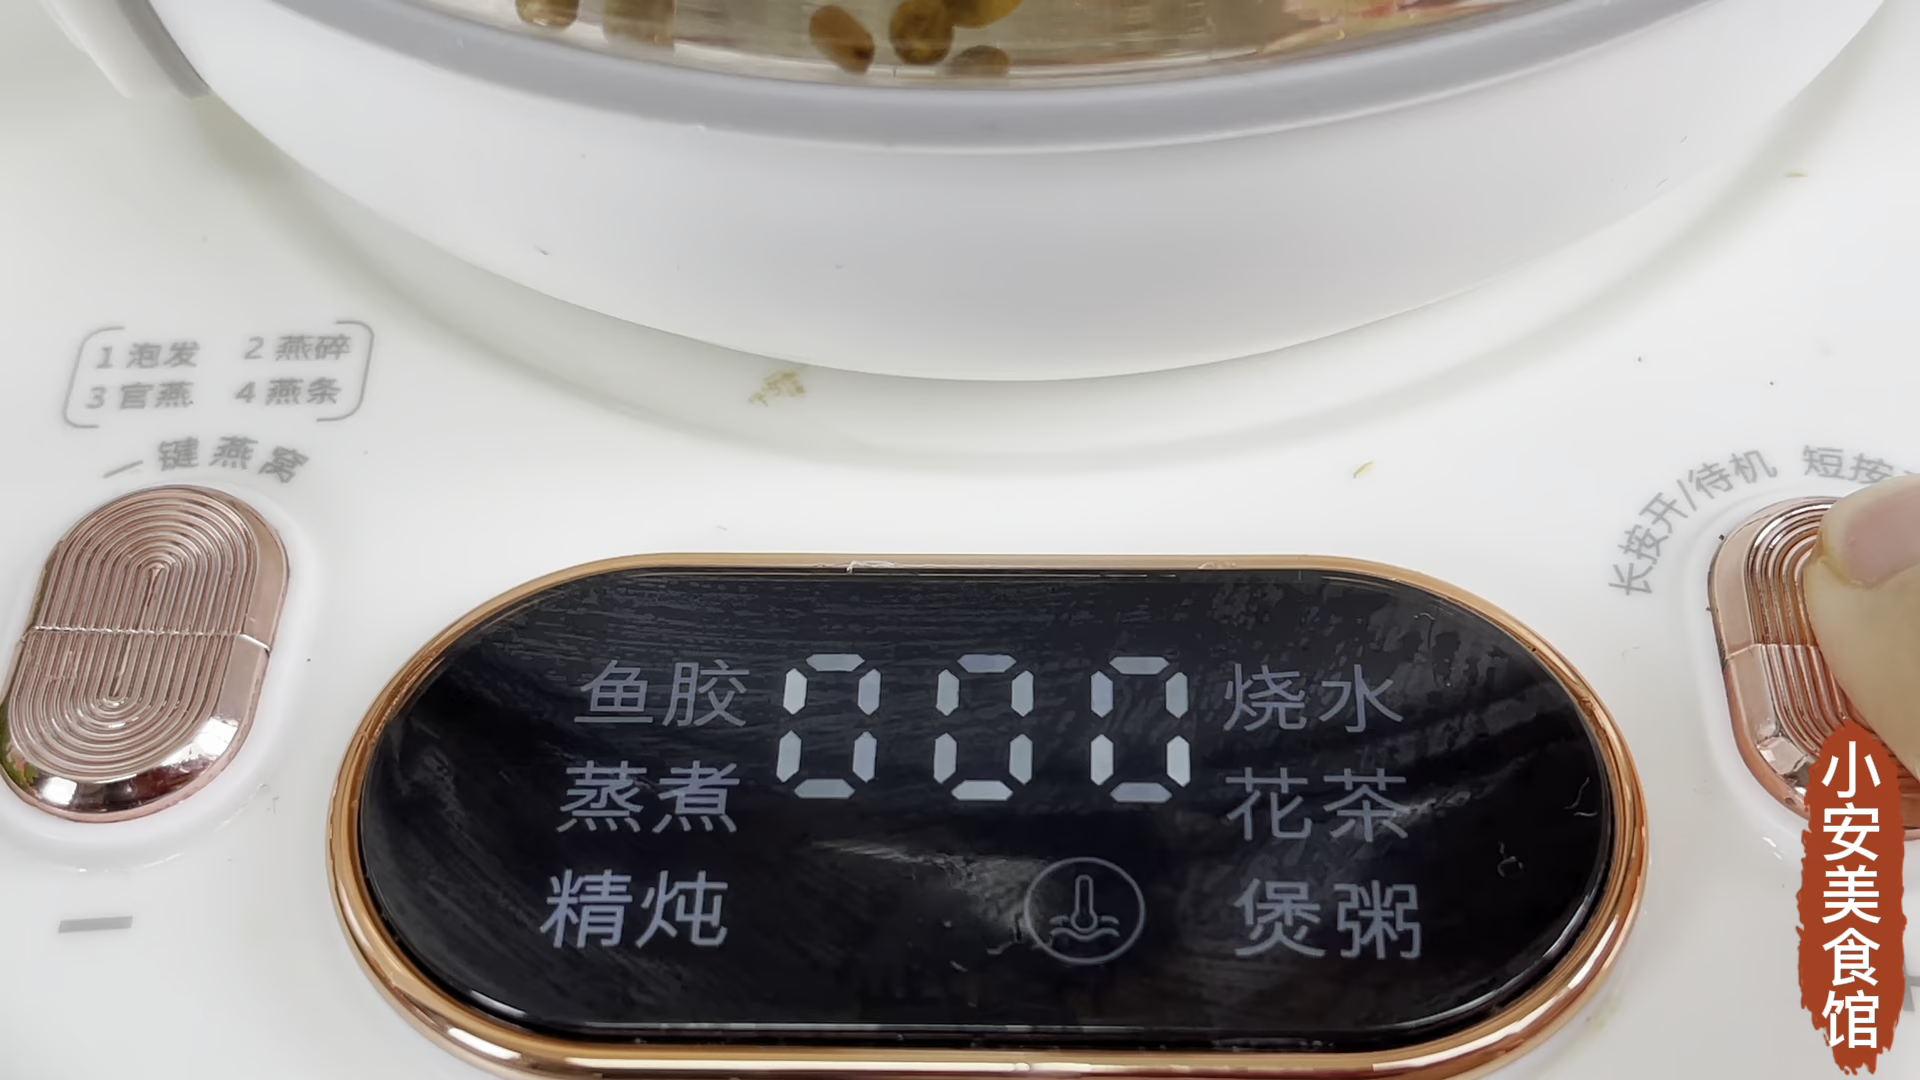 1 泡发 2 燕碎
3 官燕 4 燕条
一键燕窝
长按开/待机 短按
鱼胶 000 烧水
蒸煮 花茶
精炖 煲粥
小安美食馆